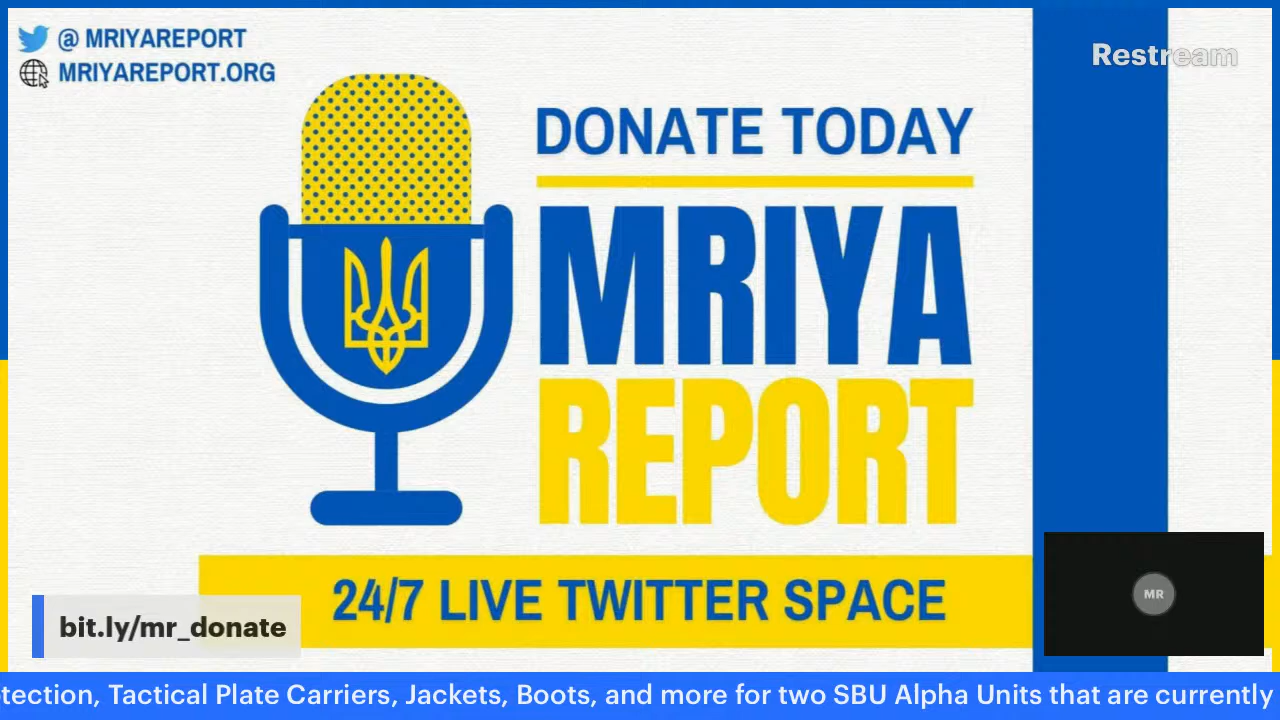 @ MRIYAREPORT
MRIYAREPORT.ORG
Restream
DONATE TODAY
MRIYA
REPORT
24/7 LIVE TWITTER SPACE
bit.ly/mr_donate
MR
tection, Tactical Plate Carriers, Jackets, Boots, and more for two SBU Alpha Units that are currently